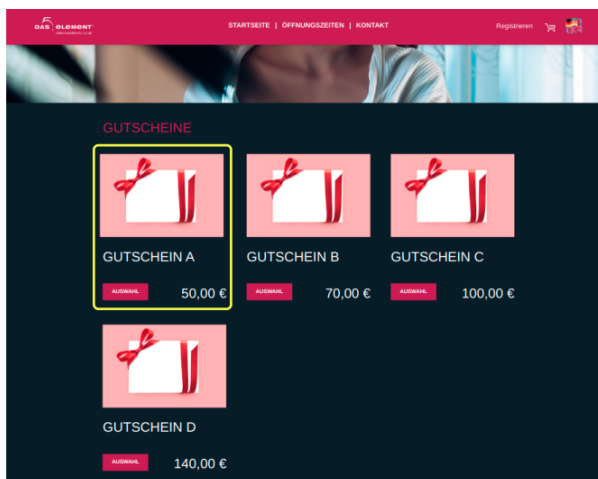 DAS 5 ELEMENT
STARTSEITE | ÖFFNUNGSZEITEN | KONTAKT
Registrieren
GUTSCHEINE
GUTSCHEIN A
GUTSCHEIN B
GUTSCHEIN C
AUSWAHL
50,00 €
AUSWAHL
70,00 €
AUSWAHL
100,00 €
GUTSCHEIN D
AUSWAHL
140,00 €